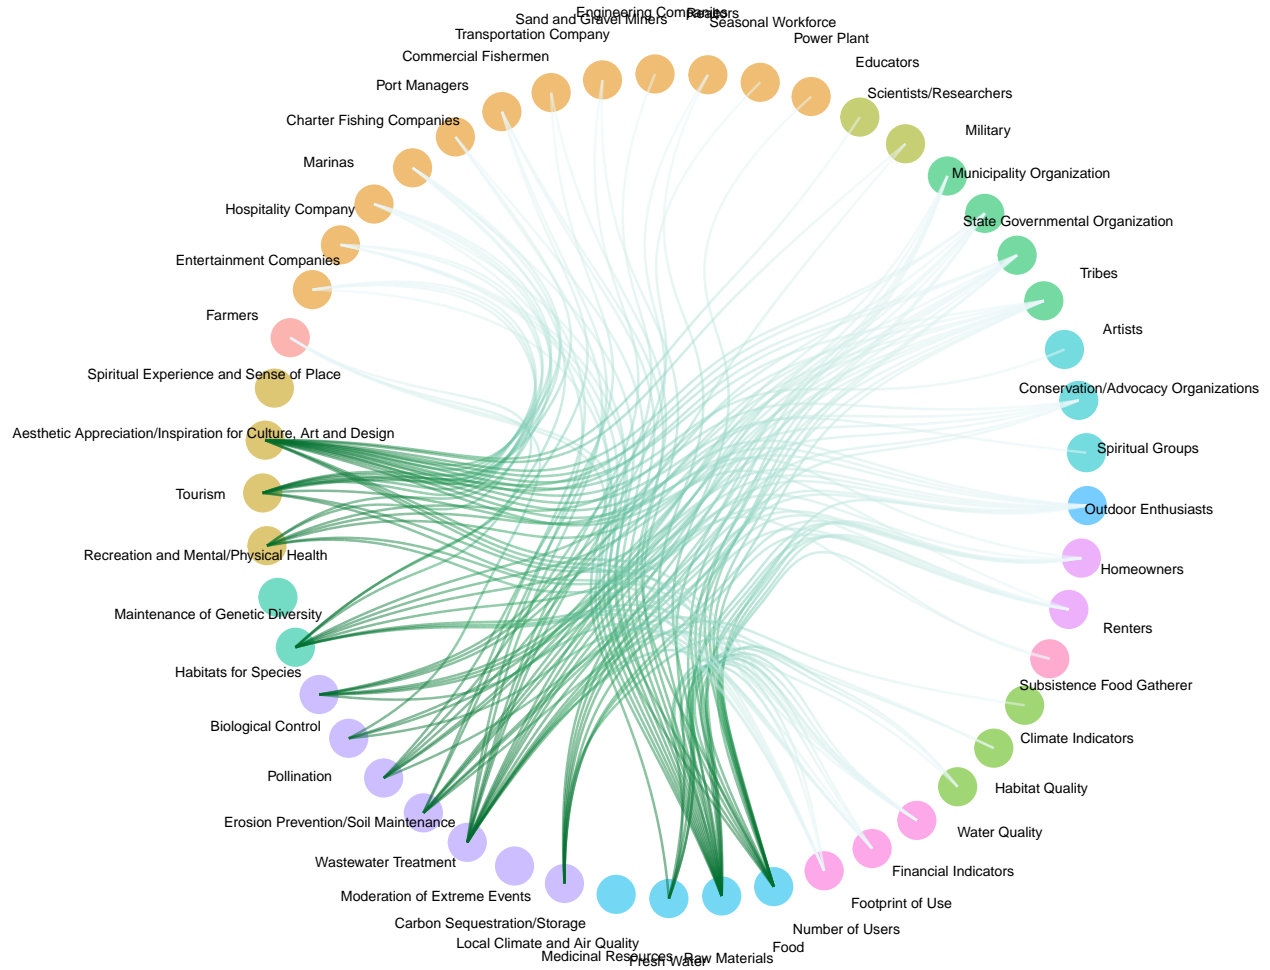 Engineering Companies
Sand and Gravel Miners
Realtors
Seasonal Workforce
Transportation Company
Power Plant
Commercial Fishermen
Educators
Port Managers
Scientists/Researchers
Charter Fishing Companies
Military
Marinas
Municipality Organization
Hospitality Company
State Governmental Organization
Entertainment Companies
Tribes
Farmers
Artists
Spiritual Experience and Sense of Place
Conservation/Advocacy Organizations
Aesthetic Appreciation/Inspiration for Culture, Art and Design
Spiritual Groups
Tourism
Outdoor Enthusiasts
Recreation and Mental/Physical Health
Homeowners
Maintenance of Genetic Diversity
Renters
Habitats for Species
Subsistence Food Gatherer
Biological Control
Climate Indicators
Pollination
Habitat Quality
Erosion Prevention/Soil Maintenance
Water Quality
Wastewater Treatment
Financial Indicators
Moderation of Extreme Events
Footprint of Use
Carbon Sequestration/Storage
Number of Users
Local Climate and Air Quality
Food
Medicinal Resources
Fresh Water
Raw Materials